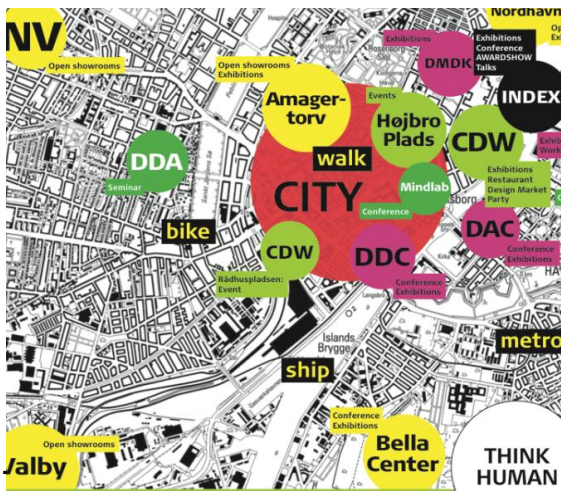 Nordhavn
NV
Open showrooms
Open showrooms
Exhibitions
Exhibitions
DMDK
Exhibitions
Conference
AWARDSHOW
Talks
INDEX
Rosenborg
Amager-
torv
Events
Højbro
Plads
CDW
walk
DDA
Seminar
CITY
Mindlab
Conference
Exhibitions
Restaurant
Design Market
Party
bike
CDW
Rådhuspladsen:
Event
DDC
Conference
Exhibitions
DAC
Conference
Exhibitions
Islands
Brygge
ship
metro
Open showrooms
Valby
Conference
Exhibitions
Bella
Center
THINK
HUMAN